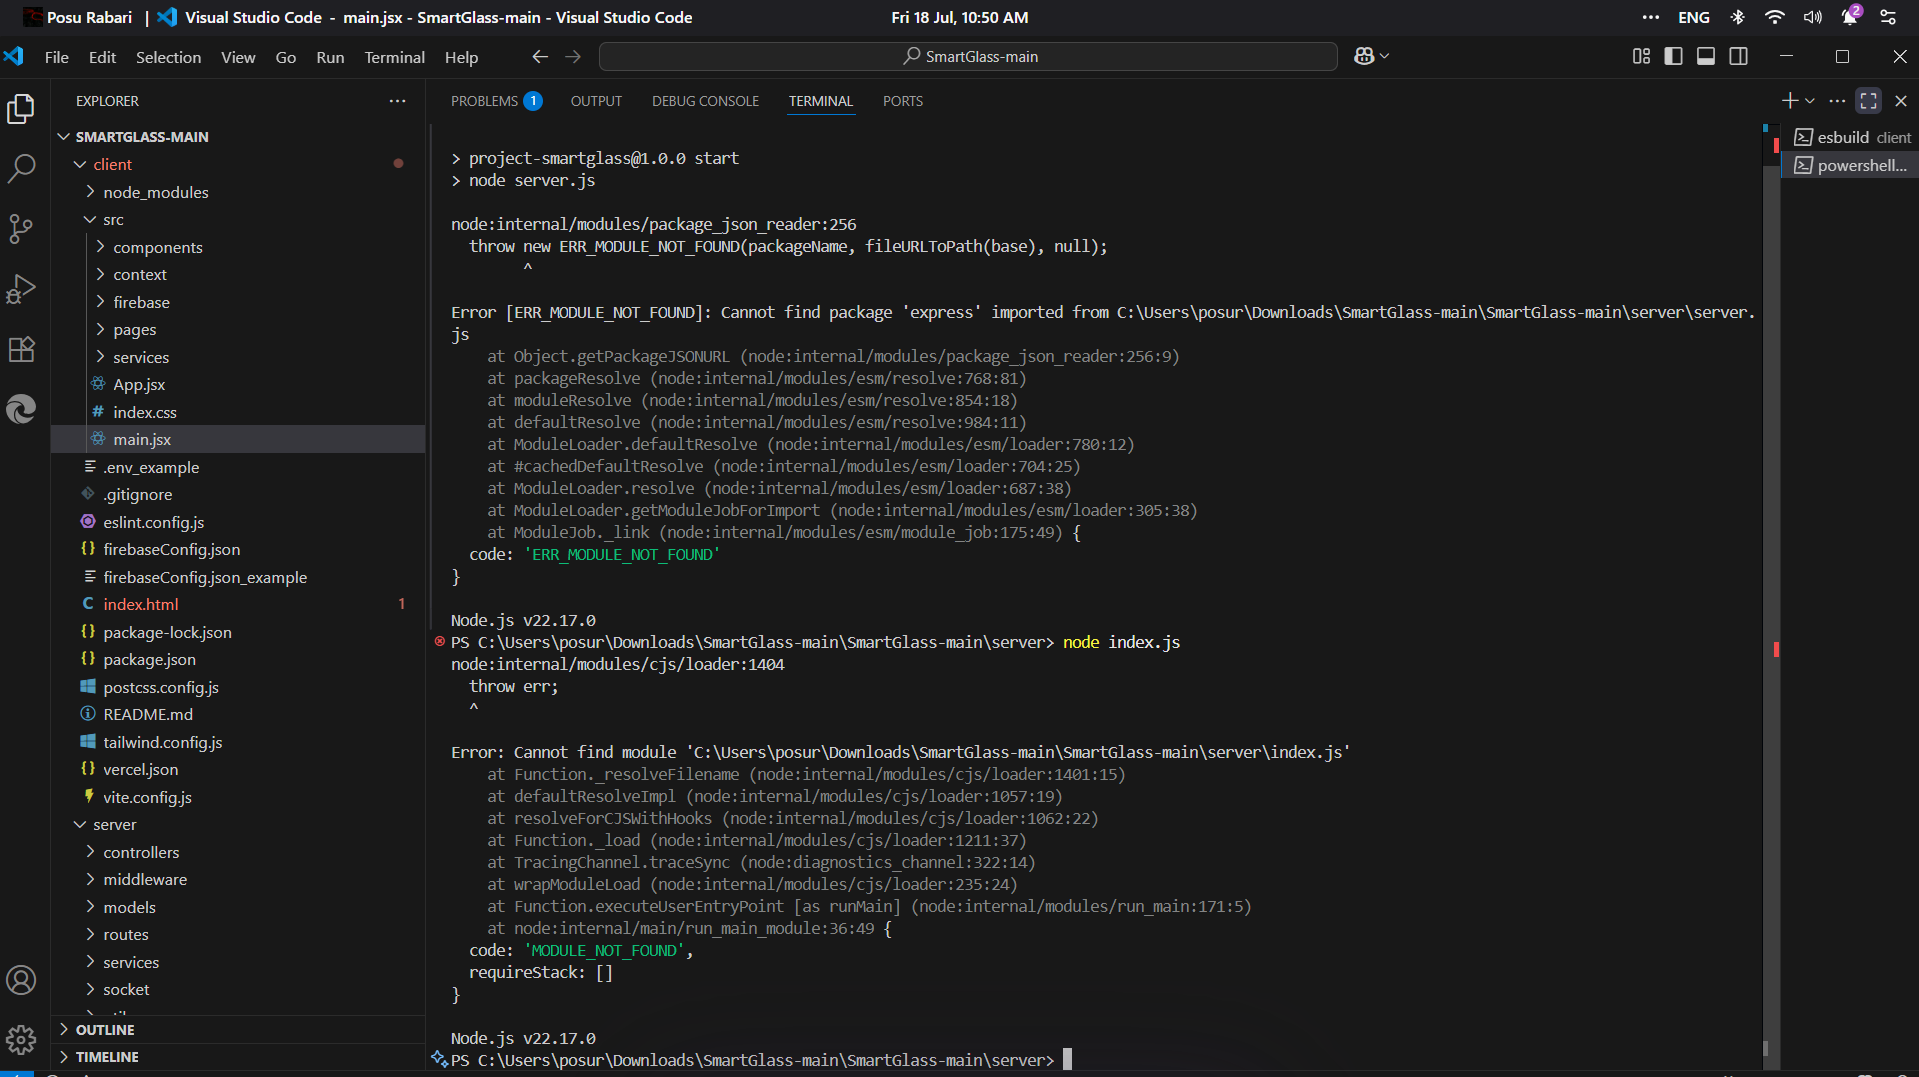 Posu Rabari | Visual Studio Code - main.jsx - SmartGlass-main - Visual Studio Code
Fri 18 Jul, 10:50 AM
ENG
2
File Edit Selection View Go Run Terminal Help
SmartGlass-main
EXPLORER
SMARTGLASS-MAIN
client
node_modules
src
components
context
firebase
pages
services
App.jsx
# index.css
main.jsx
.env_example
.gitignore
eslint.config.js
{} firebaseConfig.json
firebaseConfig.json_example
C index.html 1
{} package-lock.json
{} package.json
postcss.config.js
README.md
tailwind.config.js
{} vercel.json
vite.config.js
server
controllers
middleware
models
routes
services
socket
OUTLINE
TIMELINE
PROBLEMS 1 OUTPUT DEBUG CONSOLE TERMINAL PORTS
> project-smartglass@1.0.0 start
> node server.js
node:internal/modules/package_json_reader:256
throw new ERR_MODULE_NOT_FOUND(packageName, fileURLToPath(base), null);
^
Error [ERR_MODULE_NOT_FOUND]: Cannot find package 'express' imported from C:\Users\posur\Downloads\SmartGlass-main\SmartGlass-main\server\server.
js
at Object.getPackageJSONURL (node:internal/modules/package_json_reader:256:9)
at packageResolve (node:internal/modules/esm/resolve:768:81)
at moduleResolve (node:internal/modules/esm/resolve:854:18)
at defaultResolve (node:internal/modules/esm/resolve:984:11)
at ModuleLoader.defaultResolve (node:internal/modules/esm/loader:780:12)
at #cachedDefaultResolve (node:internal/modules/esm/loader:704:25)
at ModuleLoader.resolve (node:internal/modules/esm/loader:687:38)
at ModuleLoader.getModuleJobForImport (node:internal/modules/esm/loader:305:38)
at ModuleJob._link (node:internal/modules/esm/module_job:175:49) {
code: 'ERR_MODULE_NOT_FOUND'
}
Node.js v22.17.0
PS C:\Users\posur\Downloads\SmartGlass-main\SmartGlass-main\server> node index.js
node:internal/modules/cjs/loader:1404
throw err;
^
Error: Cannot find module 'C:\Users\posur\Downloads\SmartGlass-main\SmartGlass-main\server\index.js'
at Function._resolveFilename (node:internal/modules/cjs/loader:1401:15)
at defaultResolveImpl (node:internal/modules/cjs/loader:1057:19)
at resolveForCJSWithHooks (node:internal/modules/cjs/loader:1062:22)
at Function._load (node:internal/modules/cjs/loader:1211:37)
at TracingChannel.traceSync (node:diagnostics_channel:322:14)
at wrapModuleLoad (node:internal/modules/cjs/loader:235:24)
at Function.executeUserEntryPoint [as runMain] (node:internal/modules/run_main:171:5)
at node:internal/main/run_main_module:36:49 {
code: 'MODULE_NOT_FOUND',
requireStack: []
}
Node.js v22.17.0
PS C:\Users\posur\Downloads\SmartGlass-main\SmartGlass-main\server>
esbuild client
powershell...